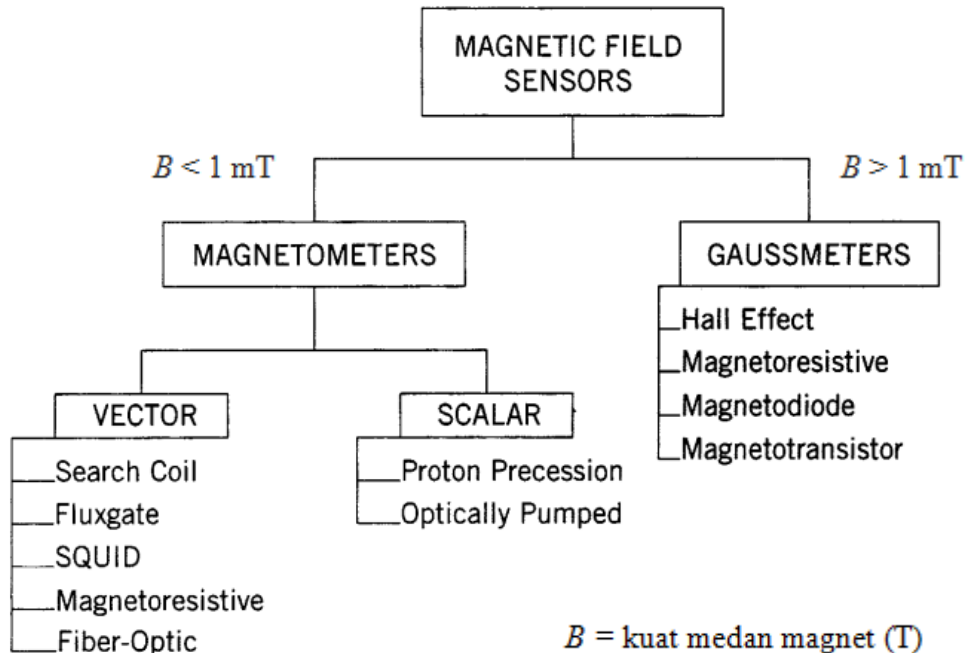 MAGNETIC FIELD
SENSORS
B < 1 mT
B > 1 mT
MAGNETOMETERS
GAUSSMETERS
Hall Effect
Magnetoresistive
Magnetodiode
Magnetotransistor
VECTOR
SCALAR
Search Coil
Fluxgate
SQUID
Magnetoresistive
Fiber-Optic
Proton Precession
Optically Pumped
B = kuat medan magnet (T)